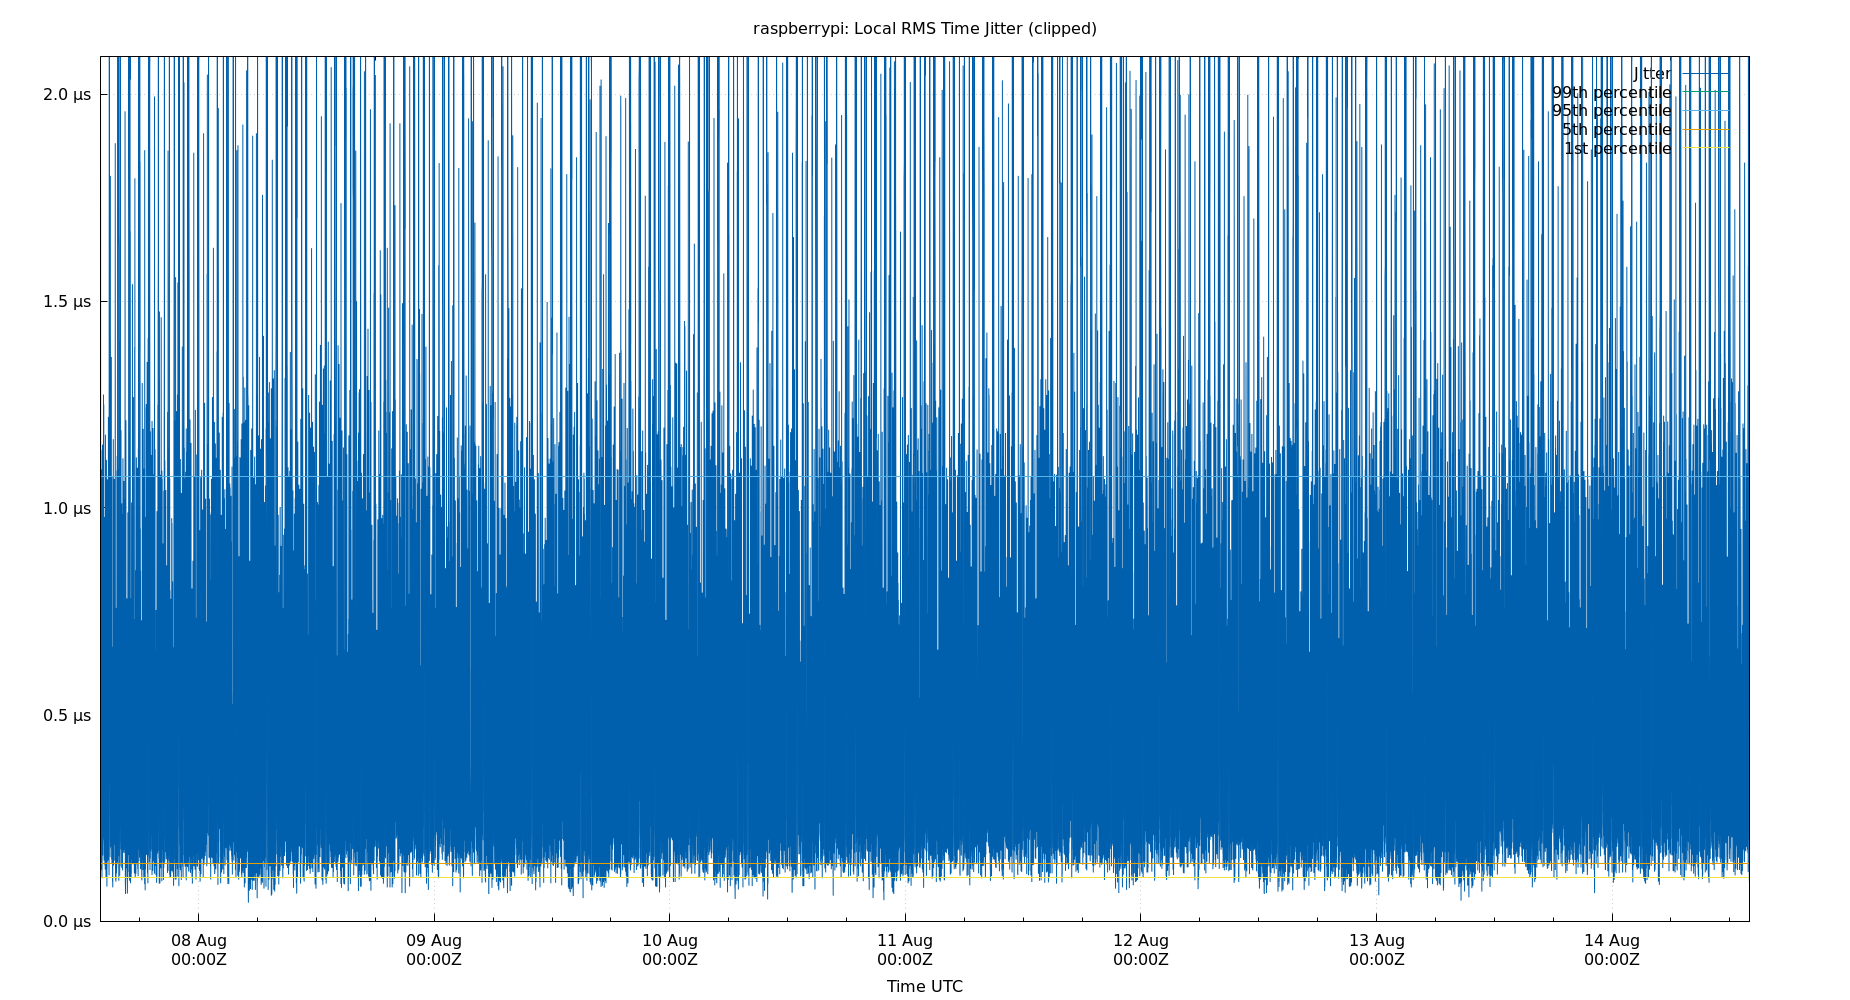 raspberrypi: Local RMS Time Jitter (clipped)
2.0 µs
1.5 µs
1.0 µs
0.5 µs
0.0 µs
Jitter
99th percentile
95th percentile
5th percentile
1st percentile
08 Aug
00:00Z
09 Aug
00:00Z
10 Aug
00:00Z
11 Aug
00:00Z
12 Aug
00:00Z
13 Aug
00:00Z
14 Aug
00:00Z
Time UTC